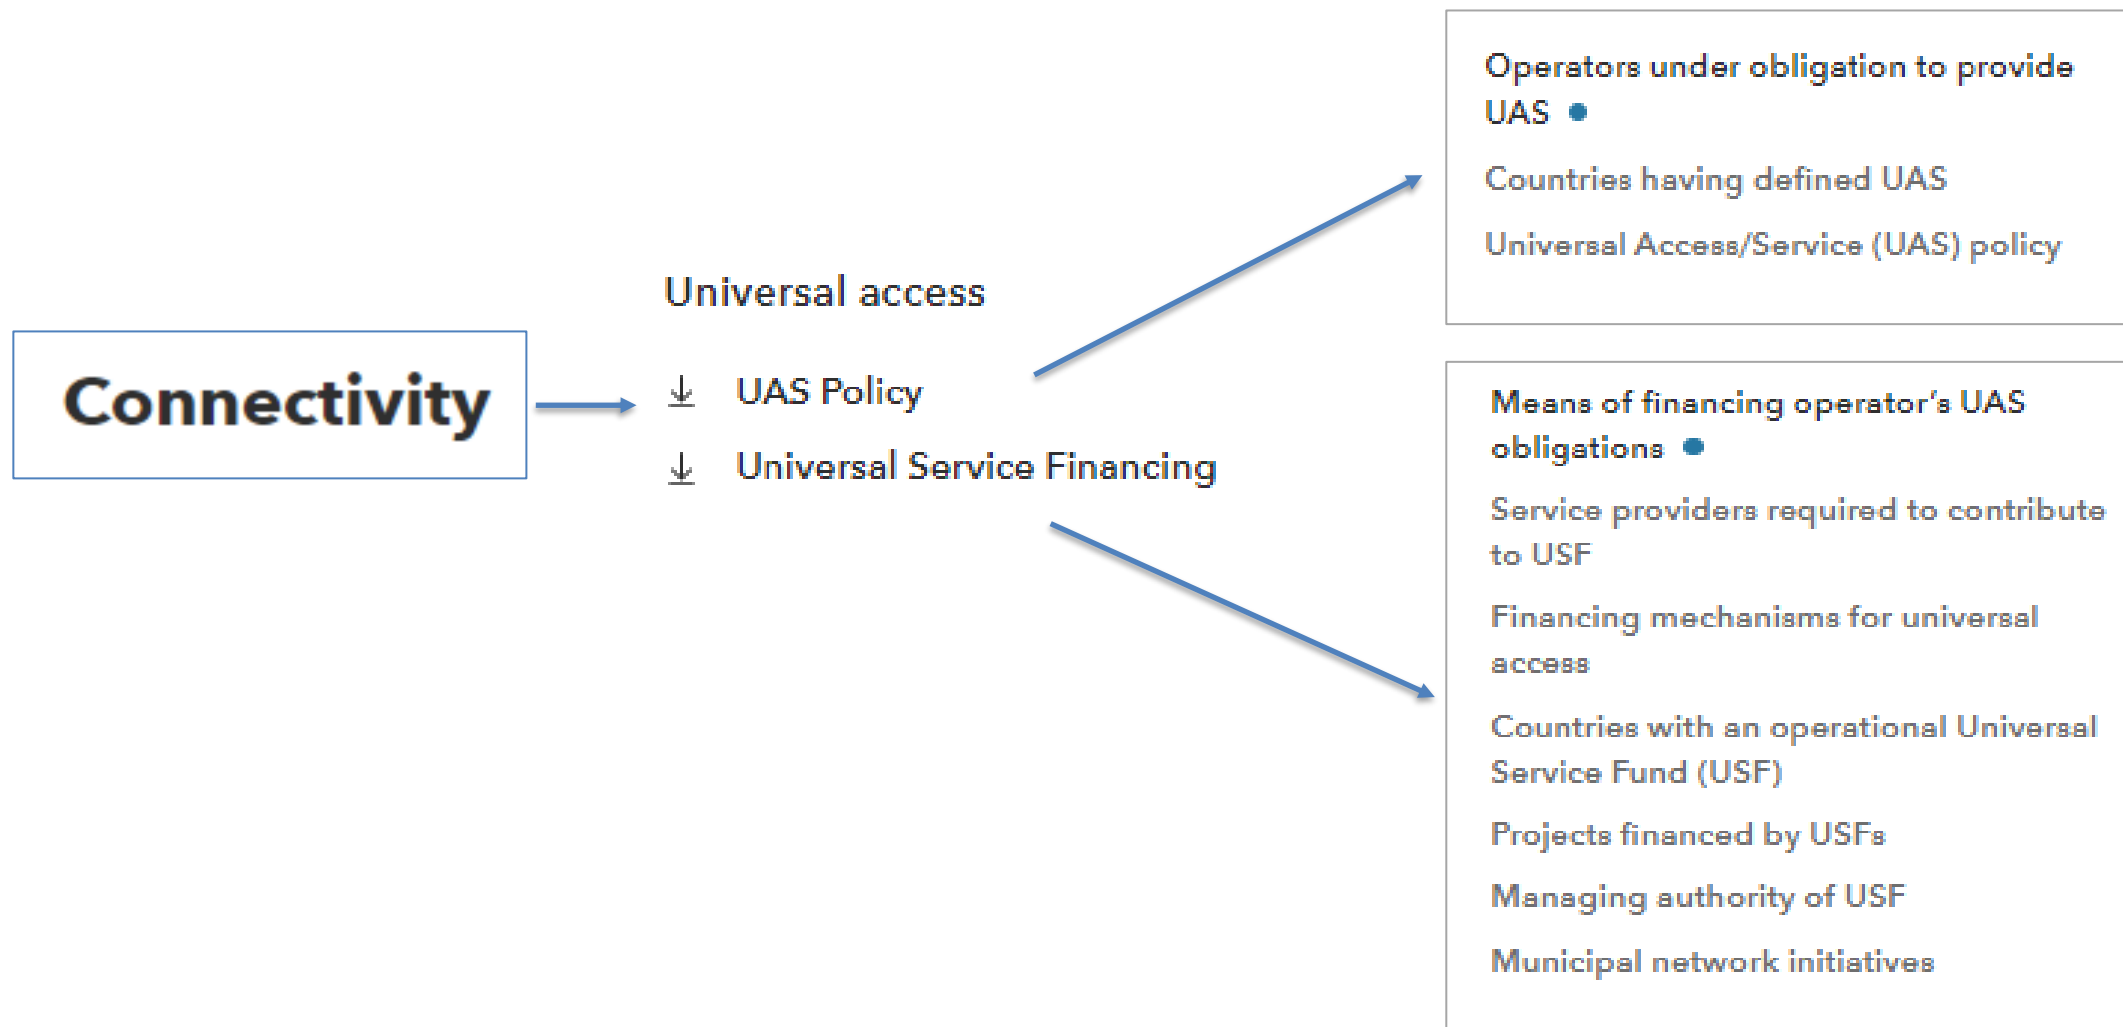 Connectivity
Universal access
UAS Policy
Universal Service Financing
Operators under obligation to provide
UAS
Countries having defined UAS
Universal Access/Service (UAS) policy
Means of financing operator's UAS
obligations
Service providers required to contribute
to USF
Financing mechanisms for universal
access
Countries with an operational Universal
Service Fund (USF)
Projects financed by USFs
Managing authority of USF
Municipal network initiatives